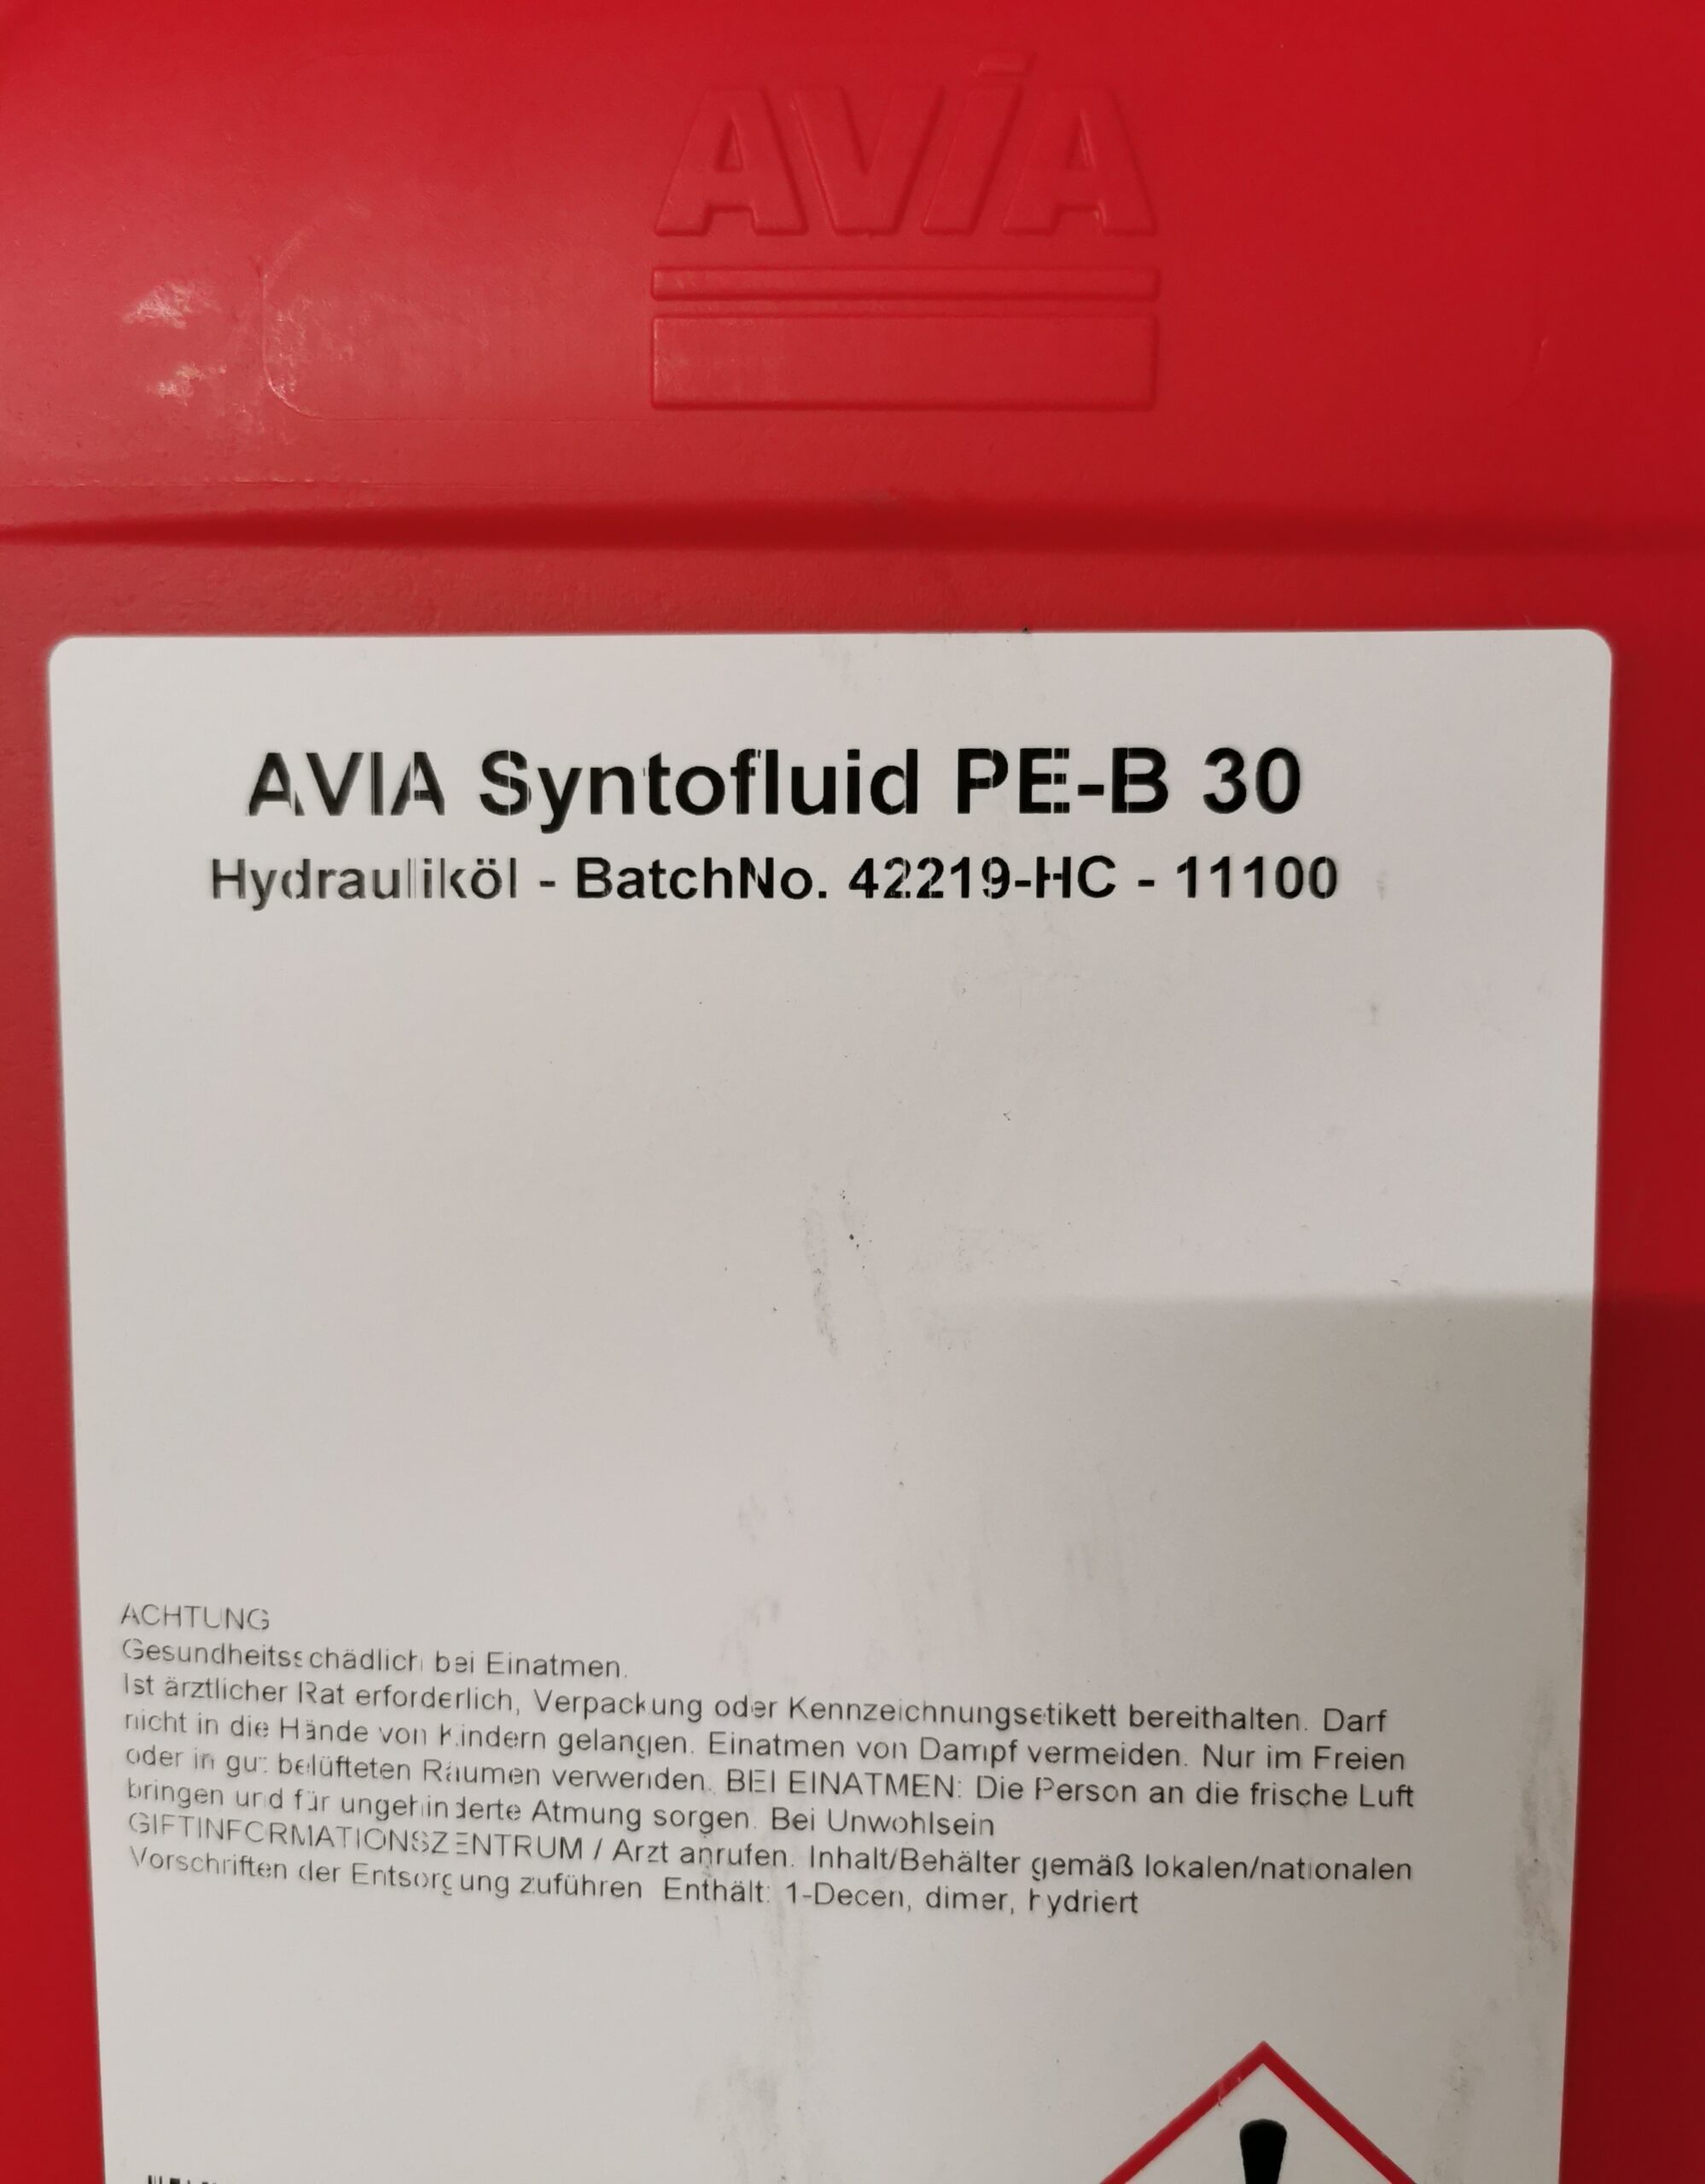 AVIA
AVIA Syntofluid PE-B 30
Hydrauliköl - BatchNo. 42219-HC - 11100
ACHTUNG
Gesundheitsschädlich bei Einatmen.
Ist ärztlicher Rat erforderlich, Verpackung oder Kennzeichnungsetikett bereithalten. Darf
nicht in die Hände von Kindern gelangen. Einatmen von Dampf vermeiden. Nur im Freien
oder in gut belüfteten Räumen verwenden. BEI EINATMEN: Die Person an die frische Luft
bringen und für ungehinderte Atmung sorgen. Bei Unwohlsein
GIFTINFORMATIONSZENTRUM / Arzt anrufen. Inhalt/Behälter gemäß lokalen/nationalen
Vorschriften der Entsorgung zuführen Enthält: 1-Decen, dimer, hydriert